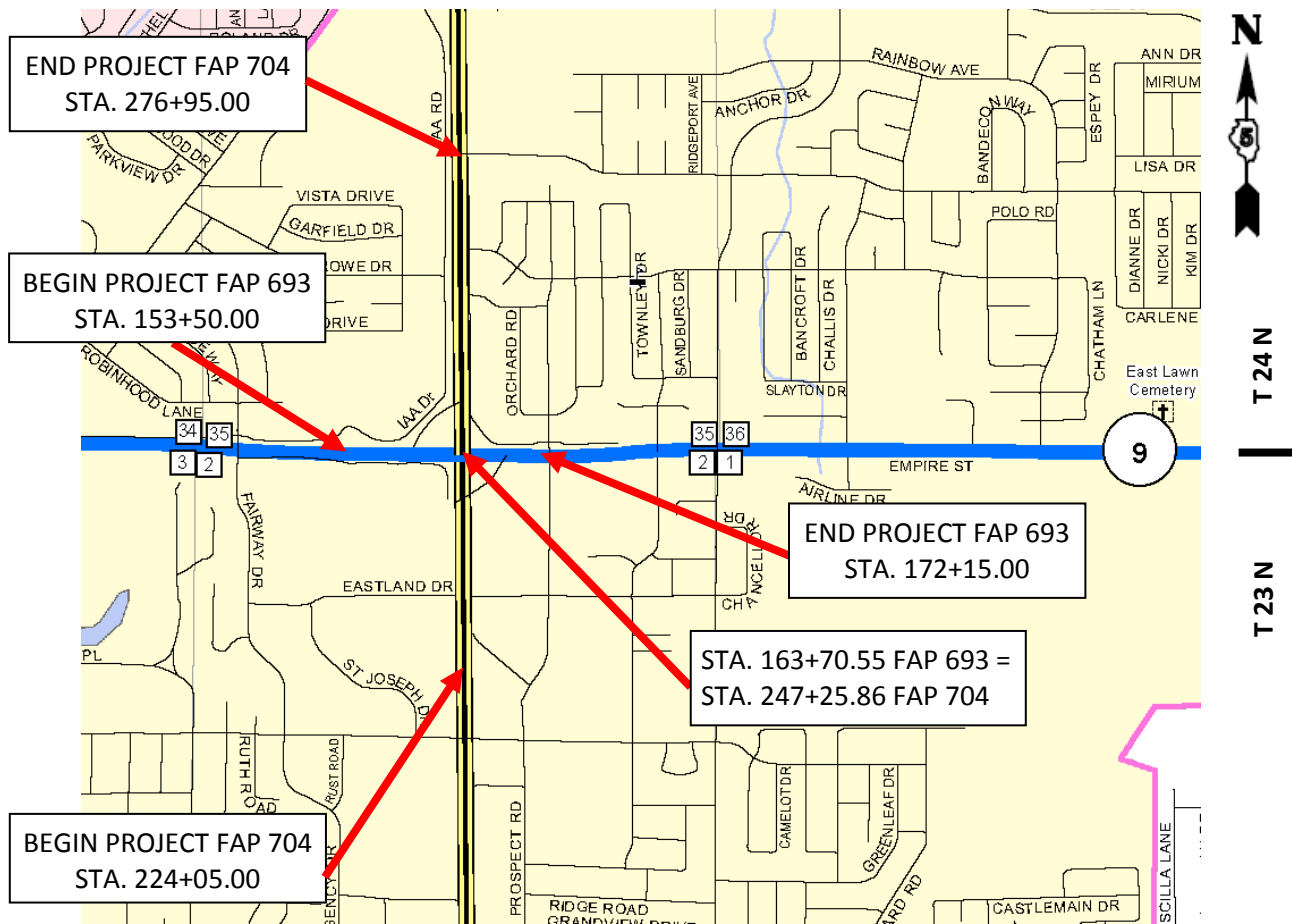 N
5
T 24 N
T 23 N
END PROJECT FAP 704
STA. 276+95.00
BEGIN PROJECT FAP 693
STA. 153+50.00
END PROJECT FAP 693
STA. 172+15.00
STA. 163+70.55 FAP 693 =
STA. 247+25.86 FAP 704
BEGIN PROJECT FAP 704
STA. 224+05.00
PARKVIEW DR
VISTA DRIVE
GARFIELD DR
ROWE DR
DRIVE
ROBINHOOD LANE
IAA Dr
AA RD
ORCHARD RD
TOWNLEY DR
SANDBURG DR
RIDGEPORT AVE
ANCHOR DR
RAINBOW AVE
BANDECON WAY
ESPEY DR
ANN DR
MIRIUM
LISA DR
POLO RD
DIANNE DR
NICKI DR
KIM DR
CARLENE
CHATHAM LN
BANCROFT DR
CHALLIS DR
SLAYTON DR
East Lawn
Cemetery
34 35
3 2
35 36
2 1
9
EMPIRE ST
AIRLINE DR
CHANCELLOR DR
FAIRWAY DR
EASTLAND DR
ST JOSEPH DR
PL
RUTH ROAD
RUST ROAD
PROSPECT RD
CAMELOT DR
GREENLEAF DR
ARD RD
RIDGE ROAD
GRANDVIEW DRIVE
CASTLEMAIN DR
SCILLA LANE